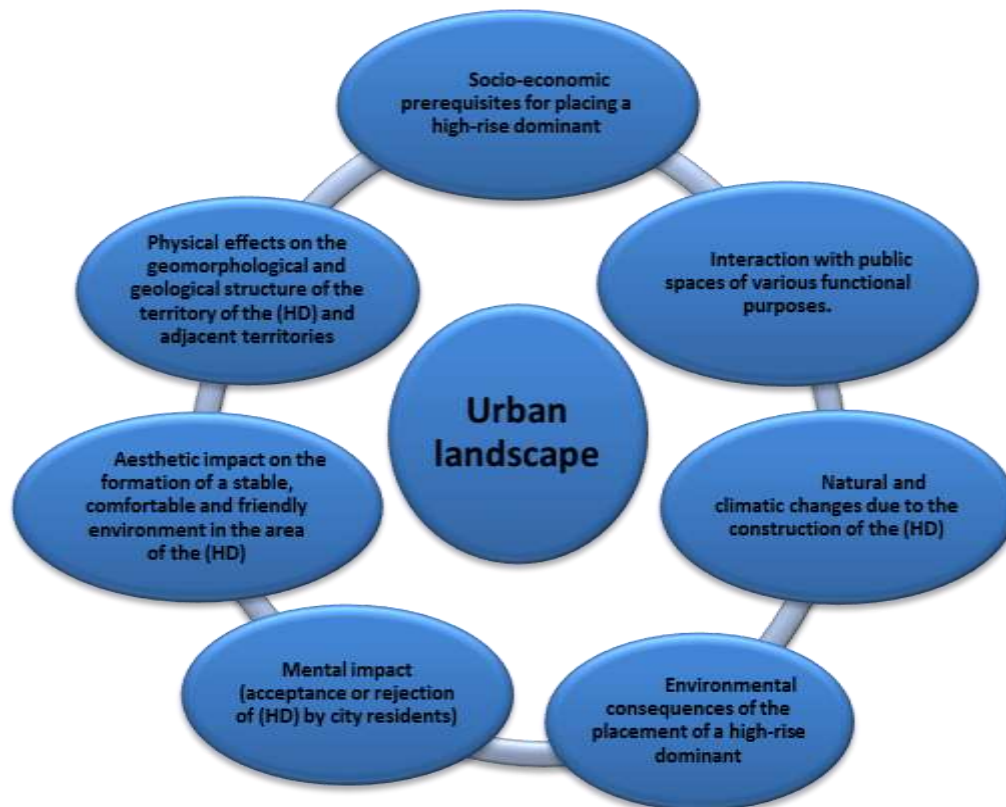 Socio-economic
prerequisites for placing a
high-rise dominant
Interaction with public
spaces of various functional
purposes.
Natural and
climatic changes due to the
construction of the (HD)
Environmental
consequences of the
placement of a high-rise
dominant
Mental impact
(acceptance or rejection
of (HD) by city residents)
Aesthetic impact on the
formation of a stable,
comfortable and friendly
environment in the area
of the (HD)
Physical effects on the
geomorphological and
geological structure of the
territory of the (HD) and
adjacent territories
Urban
landscape